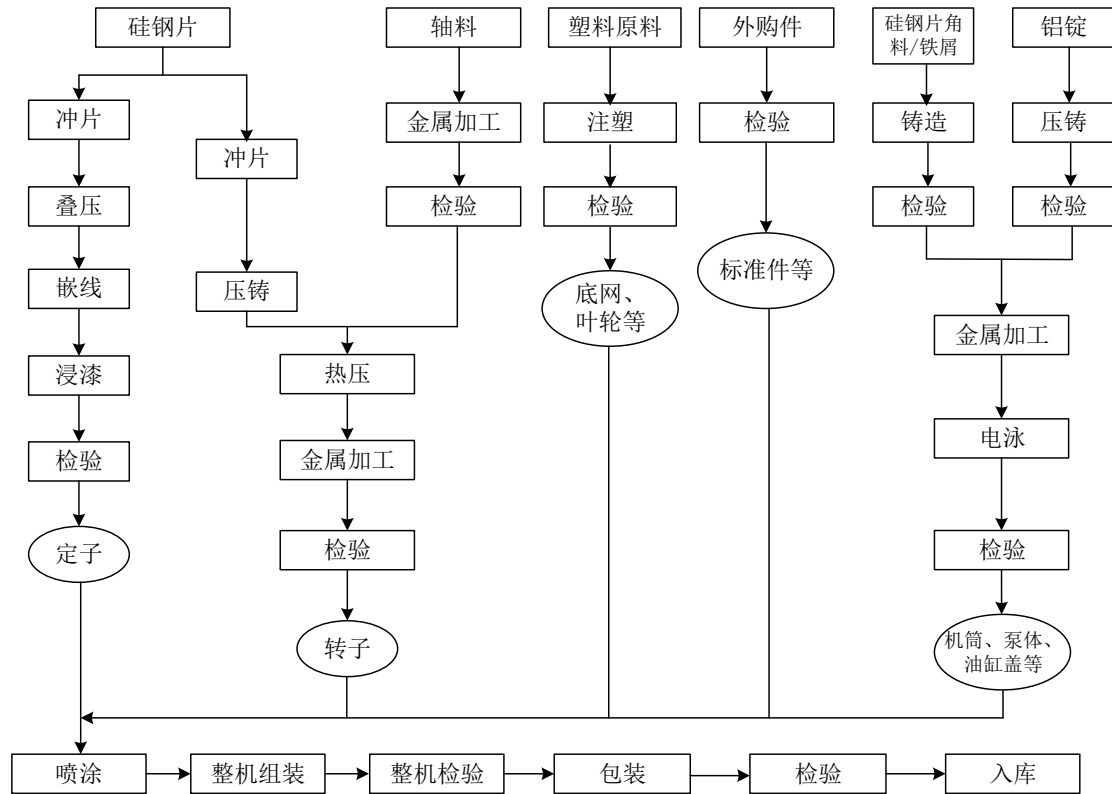 硅钢片
轴料
塑料原料
外购件
硅钢片角
料/铁屑
铝锭
冲片
冲片
金属加工
注塑
检验
铸造
压铸
叠压
检验
检验
检验
检验
嵌线
压铸
底网、
叶轮等
标准件等
金属加工
浸漆
热压
电泳
检验
金属加工
定子
检验
检验
转子
机筒、泵体、
油缸盖等
喷涂
整机组装
整机检验
包装
检验
入库